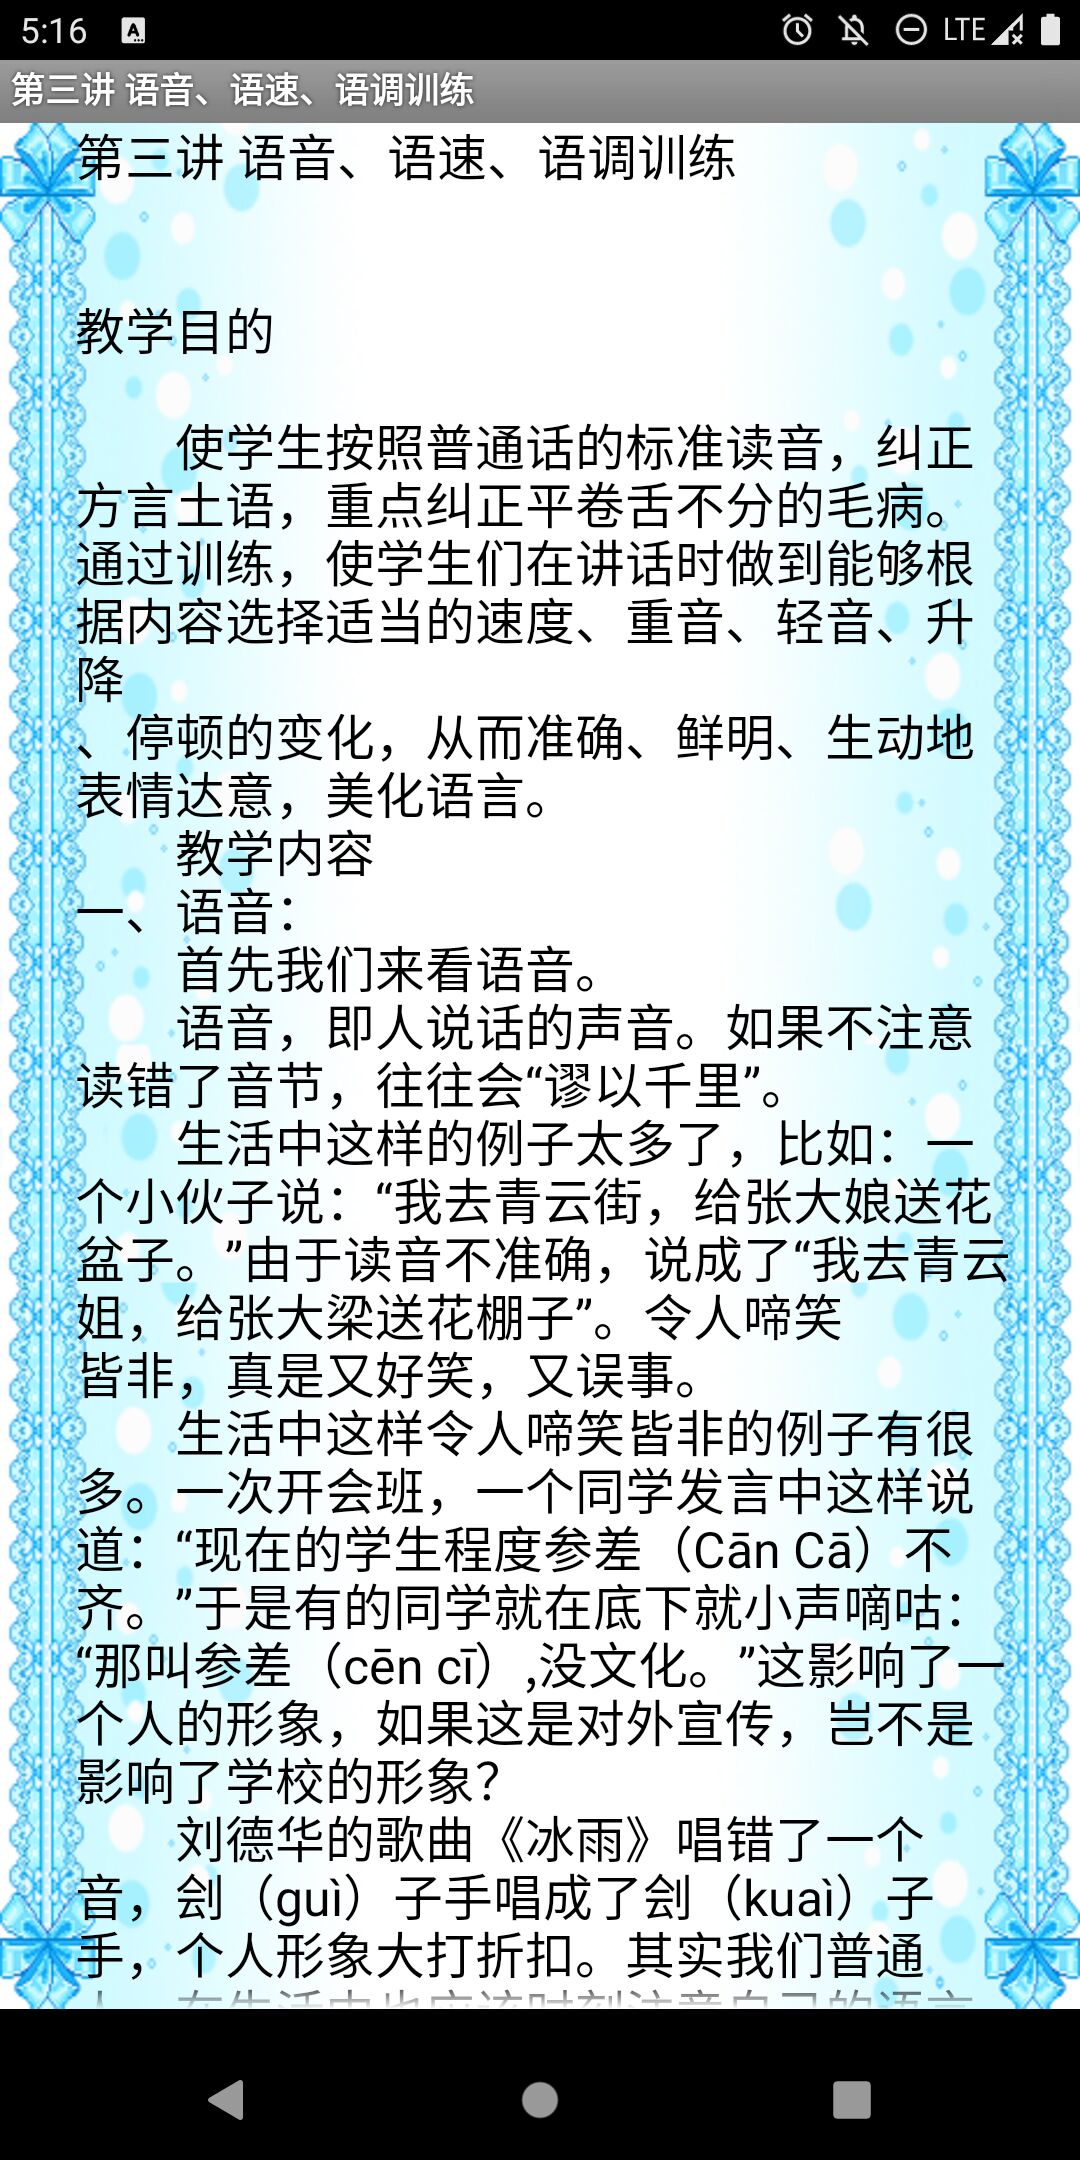 5:16
LTE
第三讲 语音、语速、语调训练
第三讲 语音、语速、语调训练
教学目的
使学生按照普通话的标准读音，纠正
方言土语，重点纠正平卷舌不分的毛病。
通过训练，使学生们在讲话时做到能够根
据内容选择适当的速度、重音、轻音、升
降
、停顿的变化，从而准确、鲜明、生动地
表情达意，美化语言。
教学内容
一、语音：
首先我们来看语音。
语音，即人说话的声音。如果不注意
读错了音节，往往会“谬以千里”。
生活中这样的例子太多了，比如：一
个小伙子说：“我去青云街，给张大娘送花
盆子。”由于读音不准确，说成了“我去青云
姐，给张大梁送花棚子”。令人啼笑
皆非，真是又好笑，又误事。
生活中这样令人啼笑皆非的例子有很
多。一次开会班，一个同学发言中这样说
道：“现在的学生程度参差（Cān Cā）不
齐。”于是有的同学就在底下就小声嘀咕：
“那叫参差（cēn cī）,没文化。”这影响了一
个人的形象，如果这是对外宣传，岂不是
影响了学校的形象？
刘德华的歌曲《冰雨》唱错了一个
音，刽（guì）子手唱成了刽（kuaì）子
手，个人形象大打折扣。其实我们普通
人，在生活中也应该时刻注意自己的语言